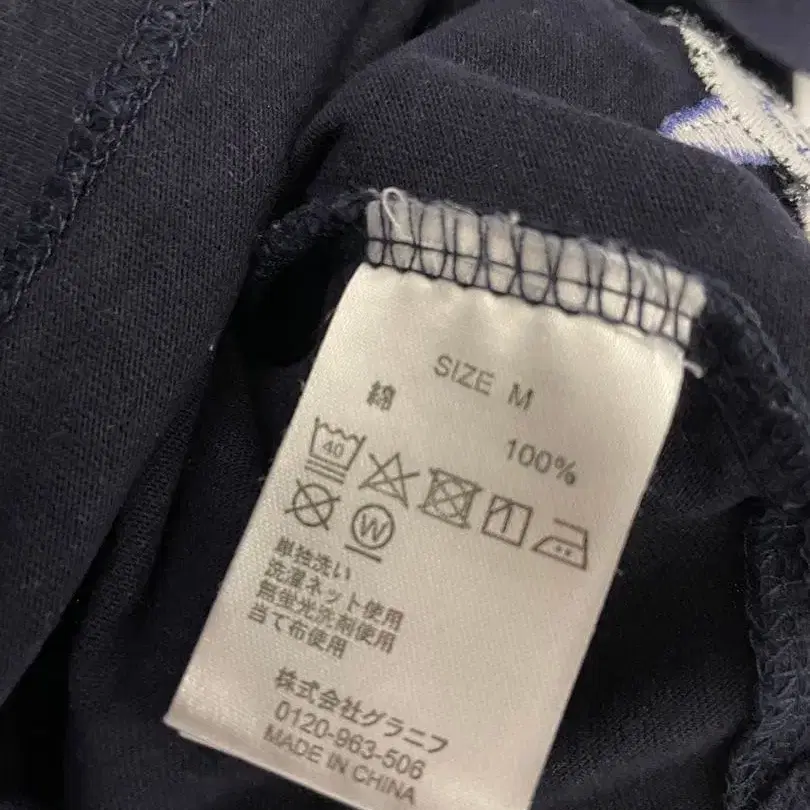 SIZE M
綿 100%
40
W
単独洗い
洗濯ネット使用
無蛍光洗剤使用
当て布使用
株式会社グラニフ
0120-963-506
MADE IN CHINA